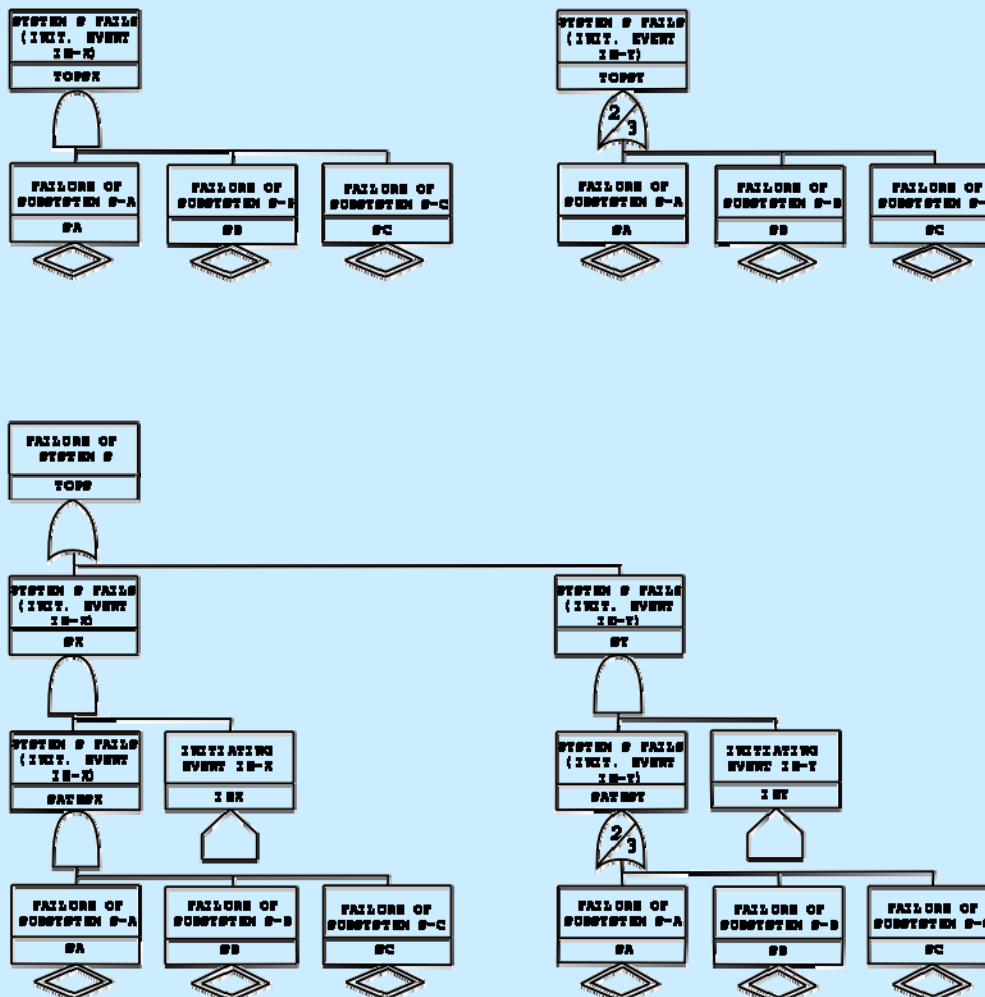 SYSTEM S FAILS
(INIT. EVENT
IE-X)
TOPSX
SYSTEM S FAILS
(INIT. EVENT
IE-Y)
TOPSY
2
3
FAILURE OF
SUBSYSTEM S-A
SA
FAILURE OF
SUBSYSTEM S-B
SB
FAILURE OF
SUBSYSTEM S-C
SC
FAILURE OF
SUBSYSTEM S-A
SA
FAILURE OF
SUBSYSTEM S-B
SB
FAILURE OF
SUBSYSTEM S-C
SC
FAILURE OF
SYSTEM S
TOPS
SYSTEM S FAILS
(INIT. EVENT
IE-X)
SX
SYSTEM S FAILS
(INIT. EVENT
IE-Y)
SY
SYSTEM S FAILS
(INIT. EVENT
IE-X)
GATESX
INITIATING
EVENT IE-X
IEX
SYSTEM S FAILS
(INIT. EVENT
IE-Y)
GATESY
INITIATING
EVENT IE-Y
IEY
2
3
FAILURE OF
SUBSYSTEM S-A
SA
FAILURE OF
SUBSYSTEM S-B
SB
FAILURE OF
SUBSYSTEM S-C
SC
FAILURE OF
SUBSYSTEM S-A
SA
FAILURE OF
SUBSYSTEM S-B
SB
FAILURE OF
SUBSYSTEM S-C
SC